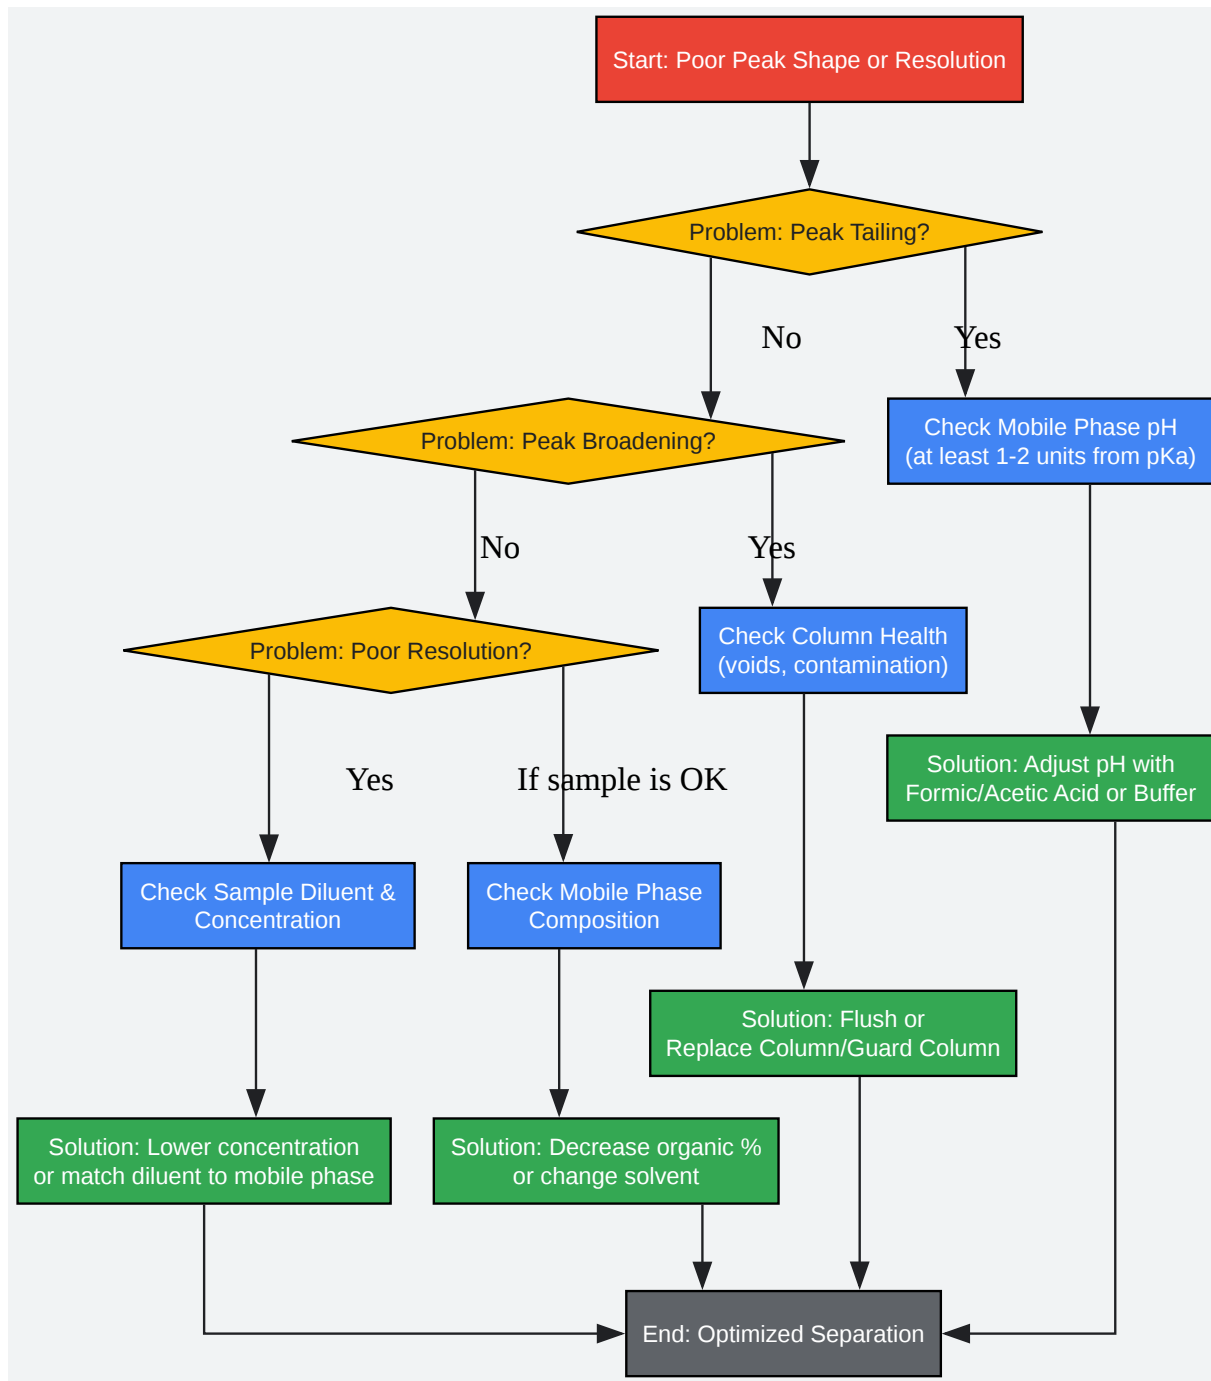 Start: Poor Peak Shape or Resolution
Problem: Peak Tailing?
No
Yes
Problem: Peak Broadening?
Check Mobile Phase pH
(at least 1-2 units from pKa)
No
Yes
Problem: Poor Resolution?
Check Column Health
(voids, contamination)
Yes
If sample is OK
Solution: Adjust pH with
Formic/Acetic Acid or Buffer
Check Sample Diluent &
Concentration
Check Mobile Phase
Composition
Solution: Flush or
Replace Column/Guard Column
Solution: Lower concentration
or match diluent to mobile phase
Solution: Decrease organic %
or change solvent
End: Optimized Separation